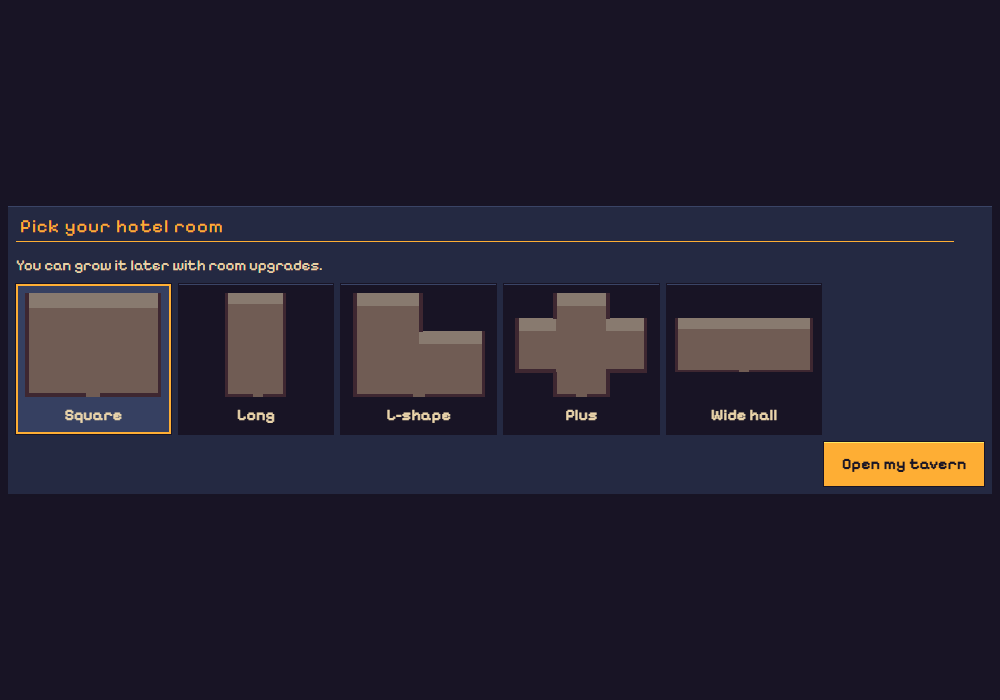 Pick your hotel room
You can grow it later with room upgrades.
Square
Long
L-shape
Plus
Wide hall
Open my tavern